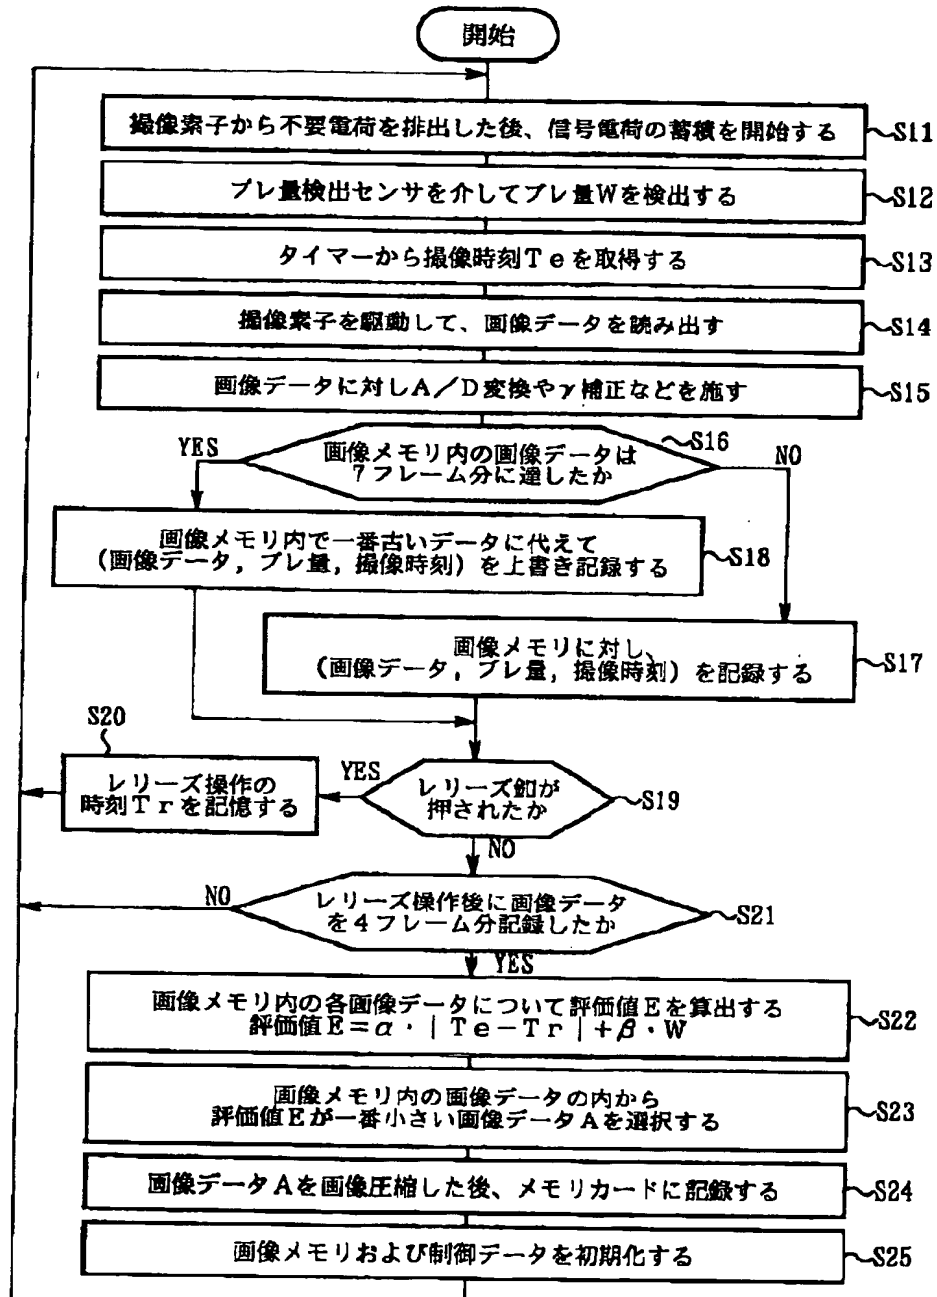 開始
撮像素子から不要電荷を排出した後、信号電荷の蓄積を開始する
S11
ブレ量検出センサを介してブレ量Wを検出する
S12
タイマーから撮像時刻Teを取得する
S13
撮像素子を駆動して、画像データを読み出す
S14
画像データに対しA/D変換やγ補正などを施す
S15
S16
YES
画像メモリ内の画像データは
7フレーム分に達したか
NO
画像メモリ内で一番古いデータに代えて
(画像データ,ブレ量,撮像時刻)を上書き記録する
S18
画像メモリに対し、
(画像データ,ブレ量,撮像時刻)を記録する
S17
S20
レリーズ操作の
時刻Trを記憶する
YES
レリーズ釦が
押されたか
S19
NO
NO
レリーズ操作後に画像データ
を4フレーム分記録したか
S21
YES
画像メモリ内の各画像データについて評価値Eを算出する
評価値E=α・|Te-Tr|+β・W
S22
画像メモリ内の画像データの内から
評価値Eが一番小さい画像データAを選択する
S23
画像データAを画像圧縮した後、メモリカードに記録する
S24
画像メモリおよび制御データを初期化する
S25